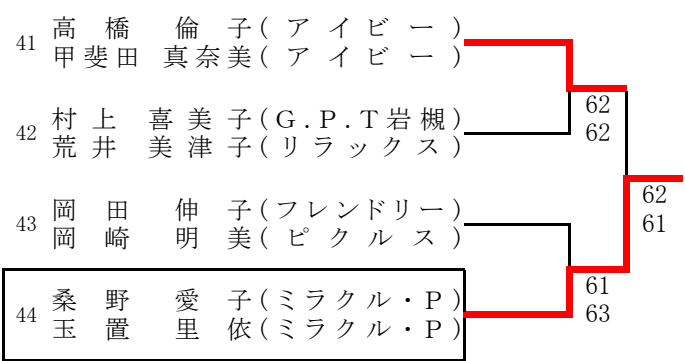 41 高橋 倫子(アイビー)
甲斐田 真奈美(アイビー)
62
62
42 村上 喜美子(G.P.T岩槻)
荒井 美津子(リラックス)
62
61
43 岡田 伸子(フレンドリー)
岡崎 明美(ピクルス)
61
63
44 桑野 愛子(ミラクル・P)
玉置 里依(ミラクル・P)